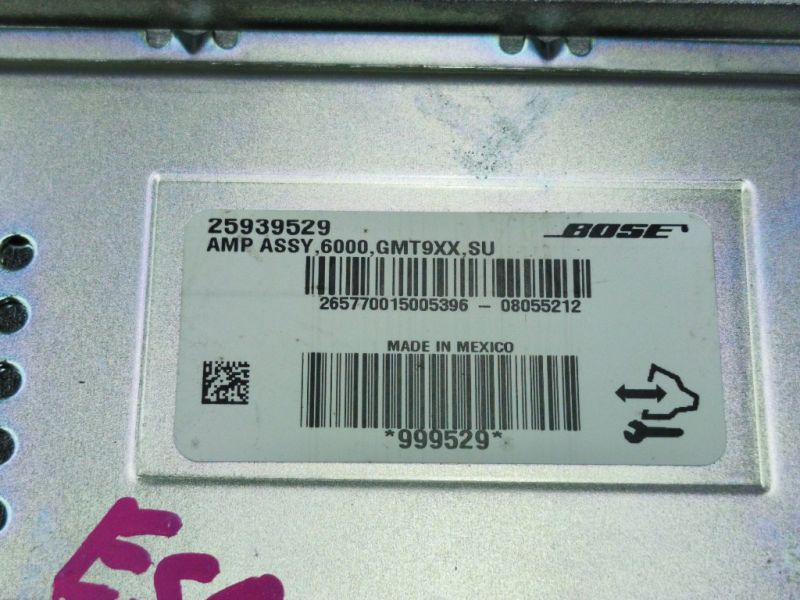 25939529
BOSE
AMP ASSY,6000,GMT9XX,SU
265770015005396 - 08055212
MADE IN MEXICO
*999529*